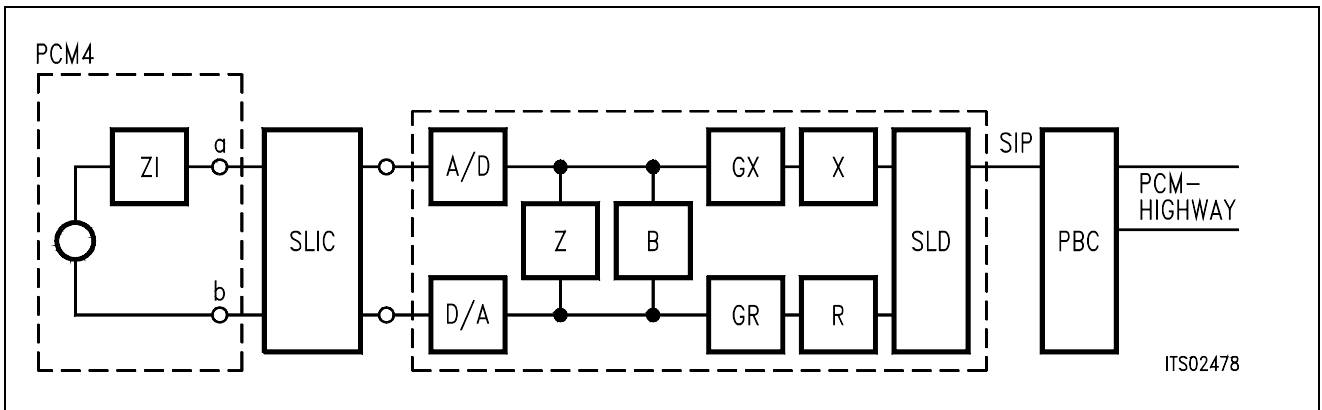 PCM4
ZI
a
b
SLIC
A/D
D/A
Z
B
GX
X
GR
R
SLD
SIP
PBC
PCM-
HIGHWAY
ITS02478